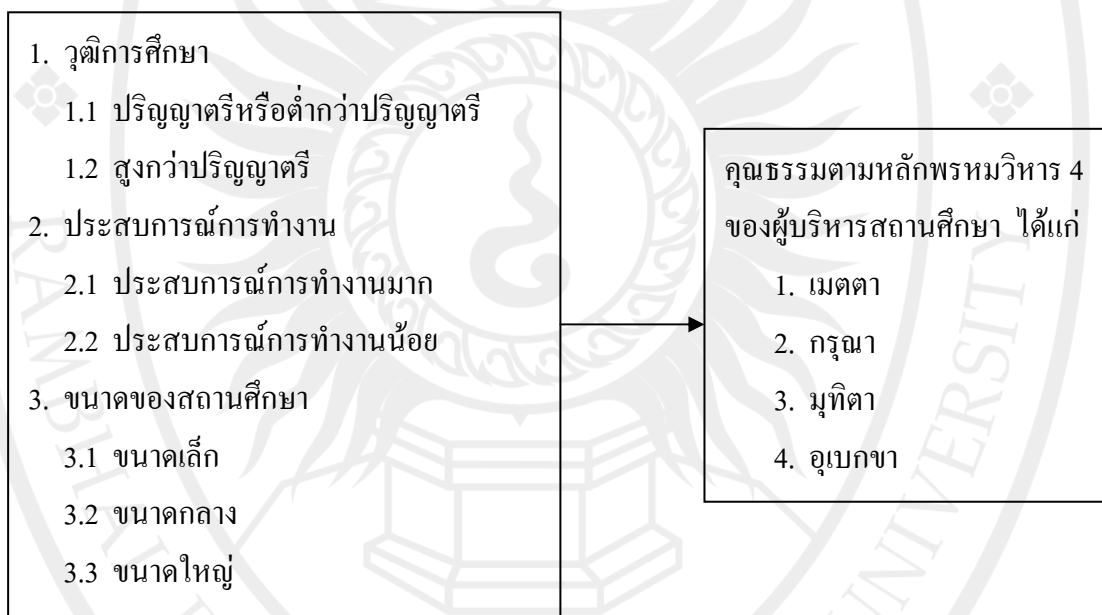 1. วุฒิการศึกษา
1.1 ปริญญาตรีหรือต่ำกว่าปริญญาตรี
1.2 สูงกว่าปริญญาตรี
2. ประสบการณ์การทำงาน
2.1 ประสบการณ์การทำงานมาก
2.2 ประสบการณ์การทำงานน้อย
3. ขนาดของสถานศึกษา
3.1 ขนาดเล็ก
3.2 ขนาดกลาง
3.3 ขนาดใหญ่
คุณธรรมตามหลักพรหมวิหาร 4
ของผู้บริหารสถานศึกษา ได้แก่
1. เมตตา
2. กรุณา
3. มุทิตา
4. อุเบกขา
RAMBHAI
UNIVERSITY